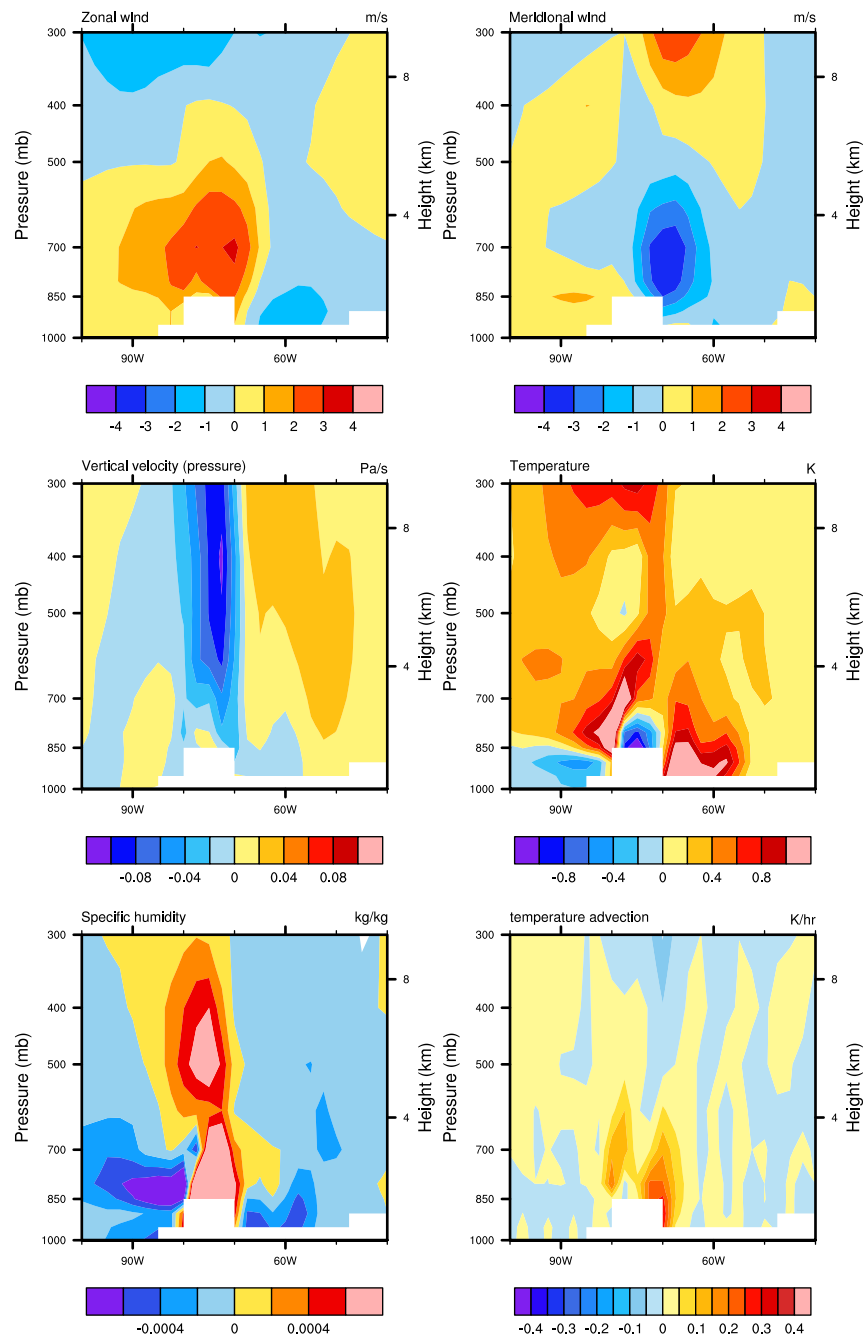 Zonal wind m/s
300
400
500
700
850
1000
Pressure (mb)
8
4
Height (km)
90W 60W
-4 -3 -2 -1 0 1 2 3 4
Meridional wind m/s
300
400
500
700
850
1000
Pressure (mb)
8
4
Height (km)
90W 60W
-4 -3 -2 -1 0 1 2 3 4
Vertical velocity (pressure) Pa/s
300
400
500
700
850
1000
Pressure (mb)
8
4
Height (km)
90W 60W
-0.08 -0.04 0 0.04 0.08
Temperature K
300
400
500
700
850
1000
Pressure (mb)
8
4
Height (km)
90W 60W
-0.8 -0.4 0 0.4 0.8
Specific humidity kg/kg
300
400
500
700
850
1000
Pressure (mb)
8
4
Height (km)
90W 60W
-0.0004 0 0.0004
temperature advection K/hr
300
400
500
700
850
1000
Pressure (mb)
8
4
Height (km)
90W 60W
-0.4 -0.3 -0.2 -0.1 0 0.1 0.2 0.3 0.4